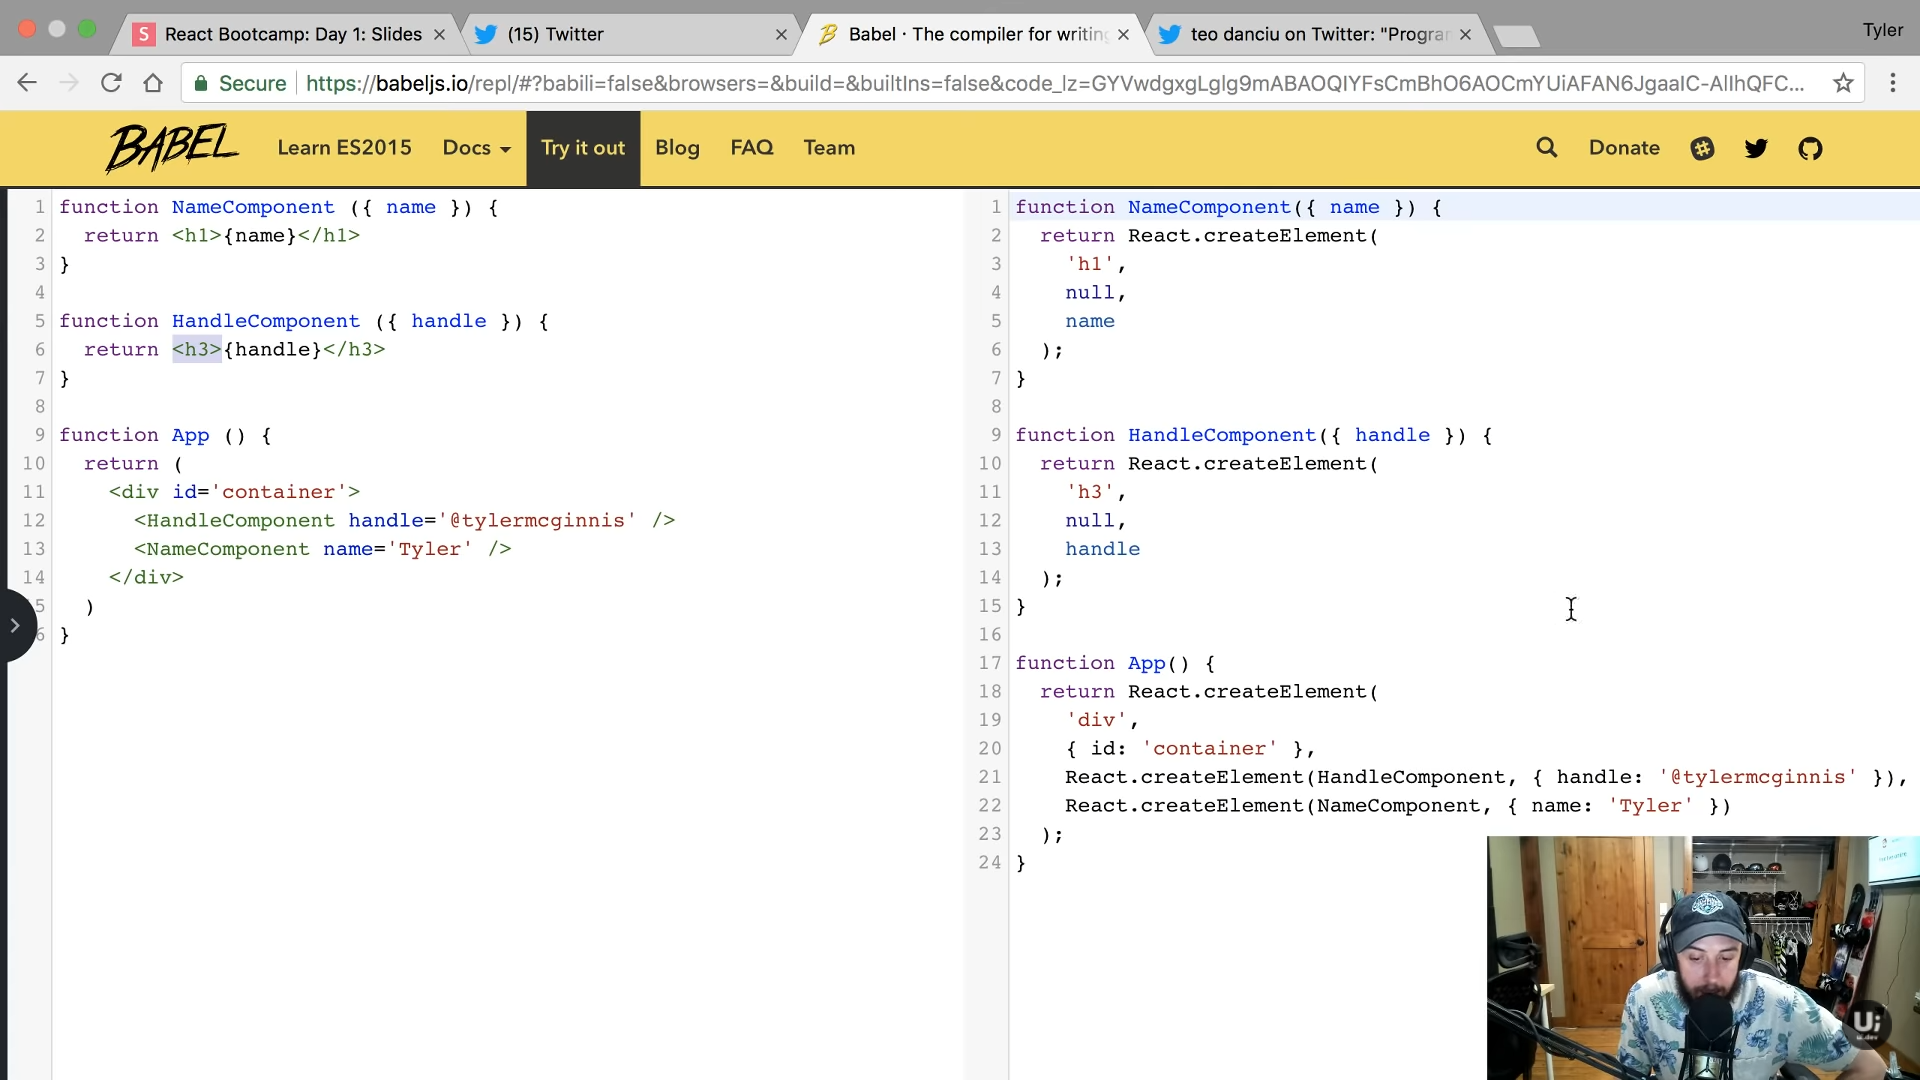 React Bootcamp: Day 1: Slides
(15) Twitter
Babel · The compiler for writin
teo danciu on Twitter: "Progran
Tyler
Secure
https://babeljs.io/repl/#?babili=false&browsers=&build=&builtIns=false&code_lz=GYVwdgxgLglg9mABAOQIYFsCmBhO6AOCmYUiAFAN6JgaaIC-AlIhQFC...
BABEL
Learn ES2015
Docs
Try it out
Blog
FAQ
Team
Donate
1 function NameComponent ({ name }) {
2 return <h1>{name}</h1>
3 }
4
5 function HandleComponent ({ handle }) {
6 return <h3>{handle}</h3>
7 }
8
9 function App () {
10 return (
11 <div id='container'>
12 <HandleComponent handle='@tylermcginnis' />
13 <NameComponent name='Tyler' />
14 </div>
5 )
6 }
1 function NameComponent({ name }) {
2 return React.createElement(
3 'h1',
4 null,
5 name
6 );
7 }
8
9 function HandleComponent({ handle }) {
10 return React.createElement(
11 'h3',
12 null,
13 handle
14 );
15 }
16
17 function App() {
18 return React.createElement(
19 'div',
20 { id: 'container' },
21 React.createElement(HandleComponent, { handle: '@tylermcginnis' }),
22 React.createElement(NameComponent, { name: 'Tyler' })
23 );
24 }
Ui
ui.dev